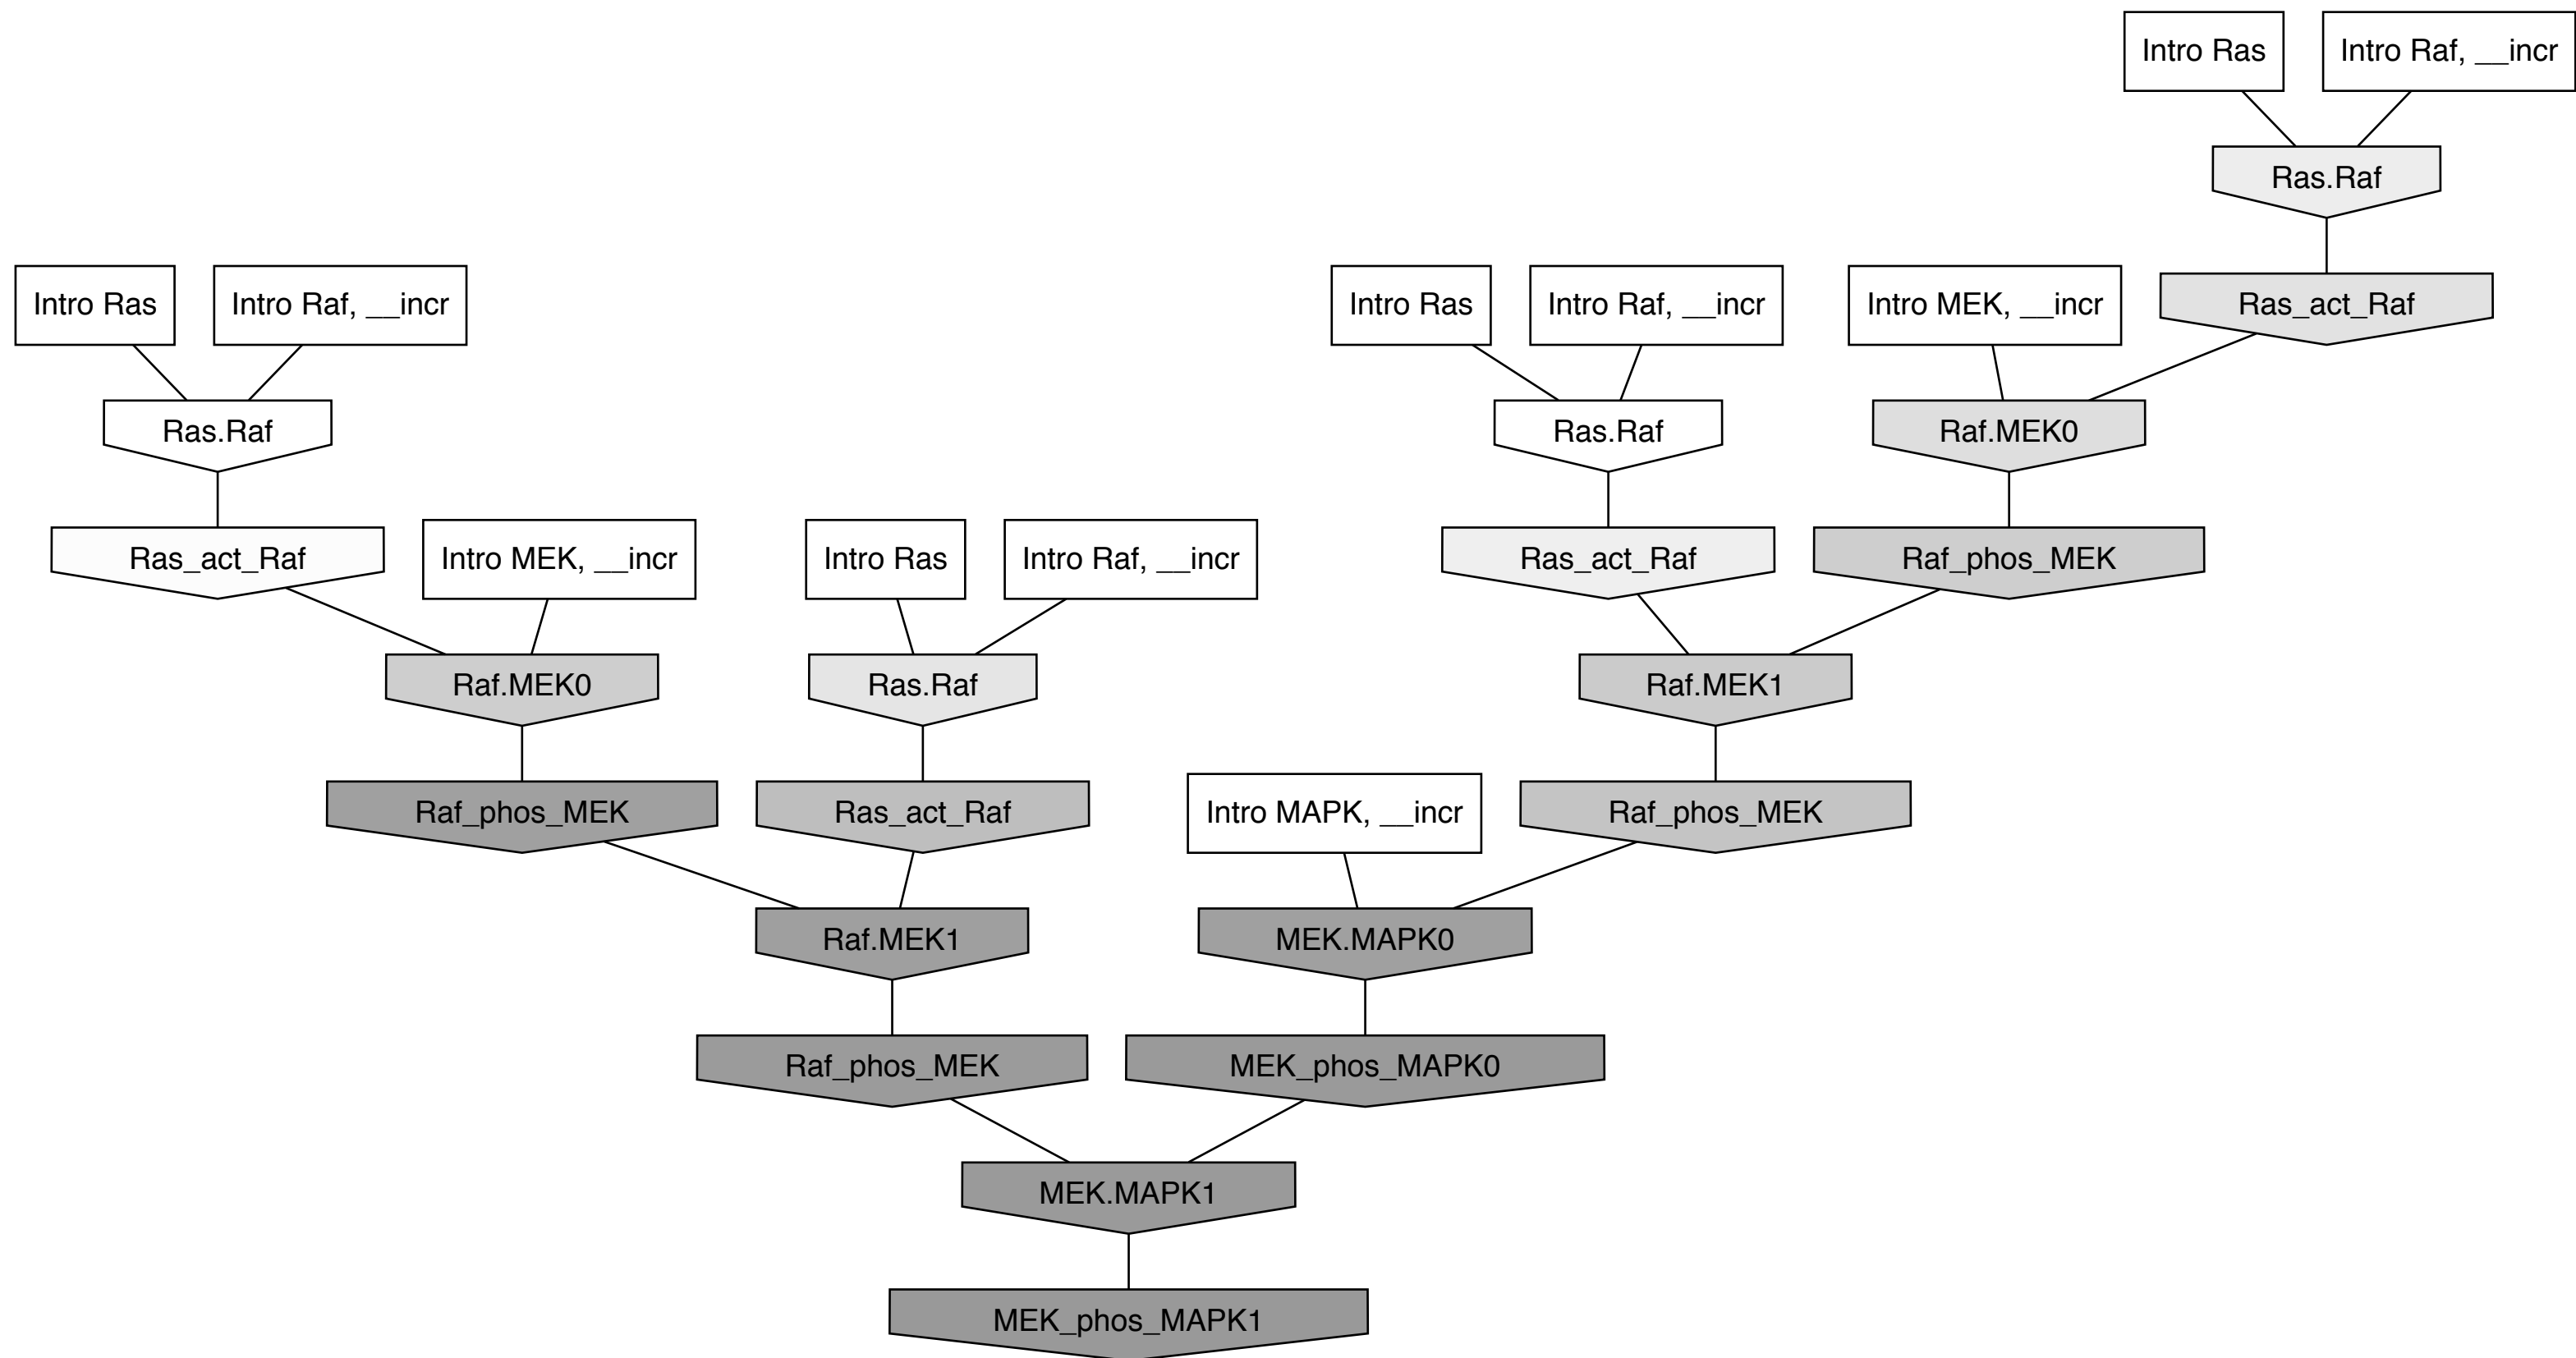 Intro Ras
Intro Raf, __incr
Ras.Raf
Intro Ras
Intro Raf, __incr
Intro Ras
Intro Raf, __incr
Intro MEK, __incr
Ras_act_Raf
Ras.Raf
Ras.Raf
Raf.MEK0
Ras_act_Raf
Intro MEK, __incr
Intro Ras
Intro Raf, __incr
Ras_act_Raf
Raf_phos_MEK
Raf.MEK0
Ras.Raf
Raf.MEK1
Raf_phos_MEK
Ras_act_Raf
Intro MAPK, __incr
Raf_phos_MEK
Raf.MEK1
MEK.MAPK0
Raf_phos_MEK
MEK_phos_MAPK0
MEK.MAPK1
MEK_phos_MAPK1